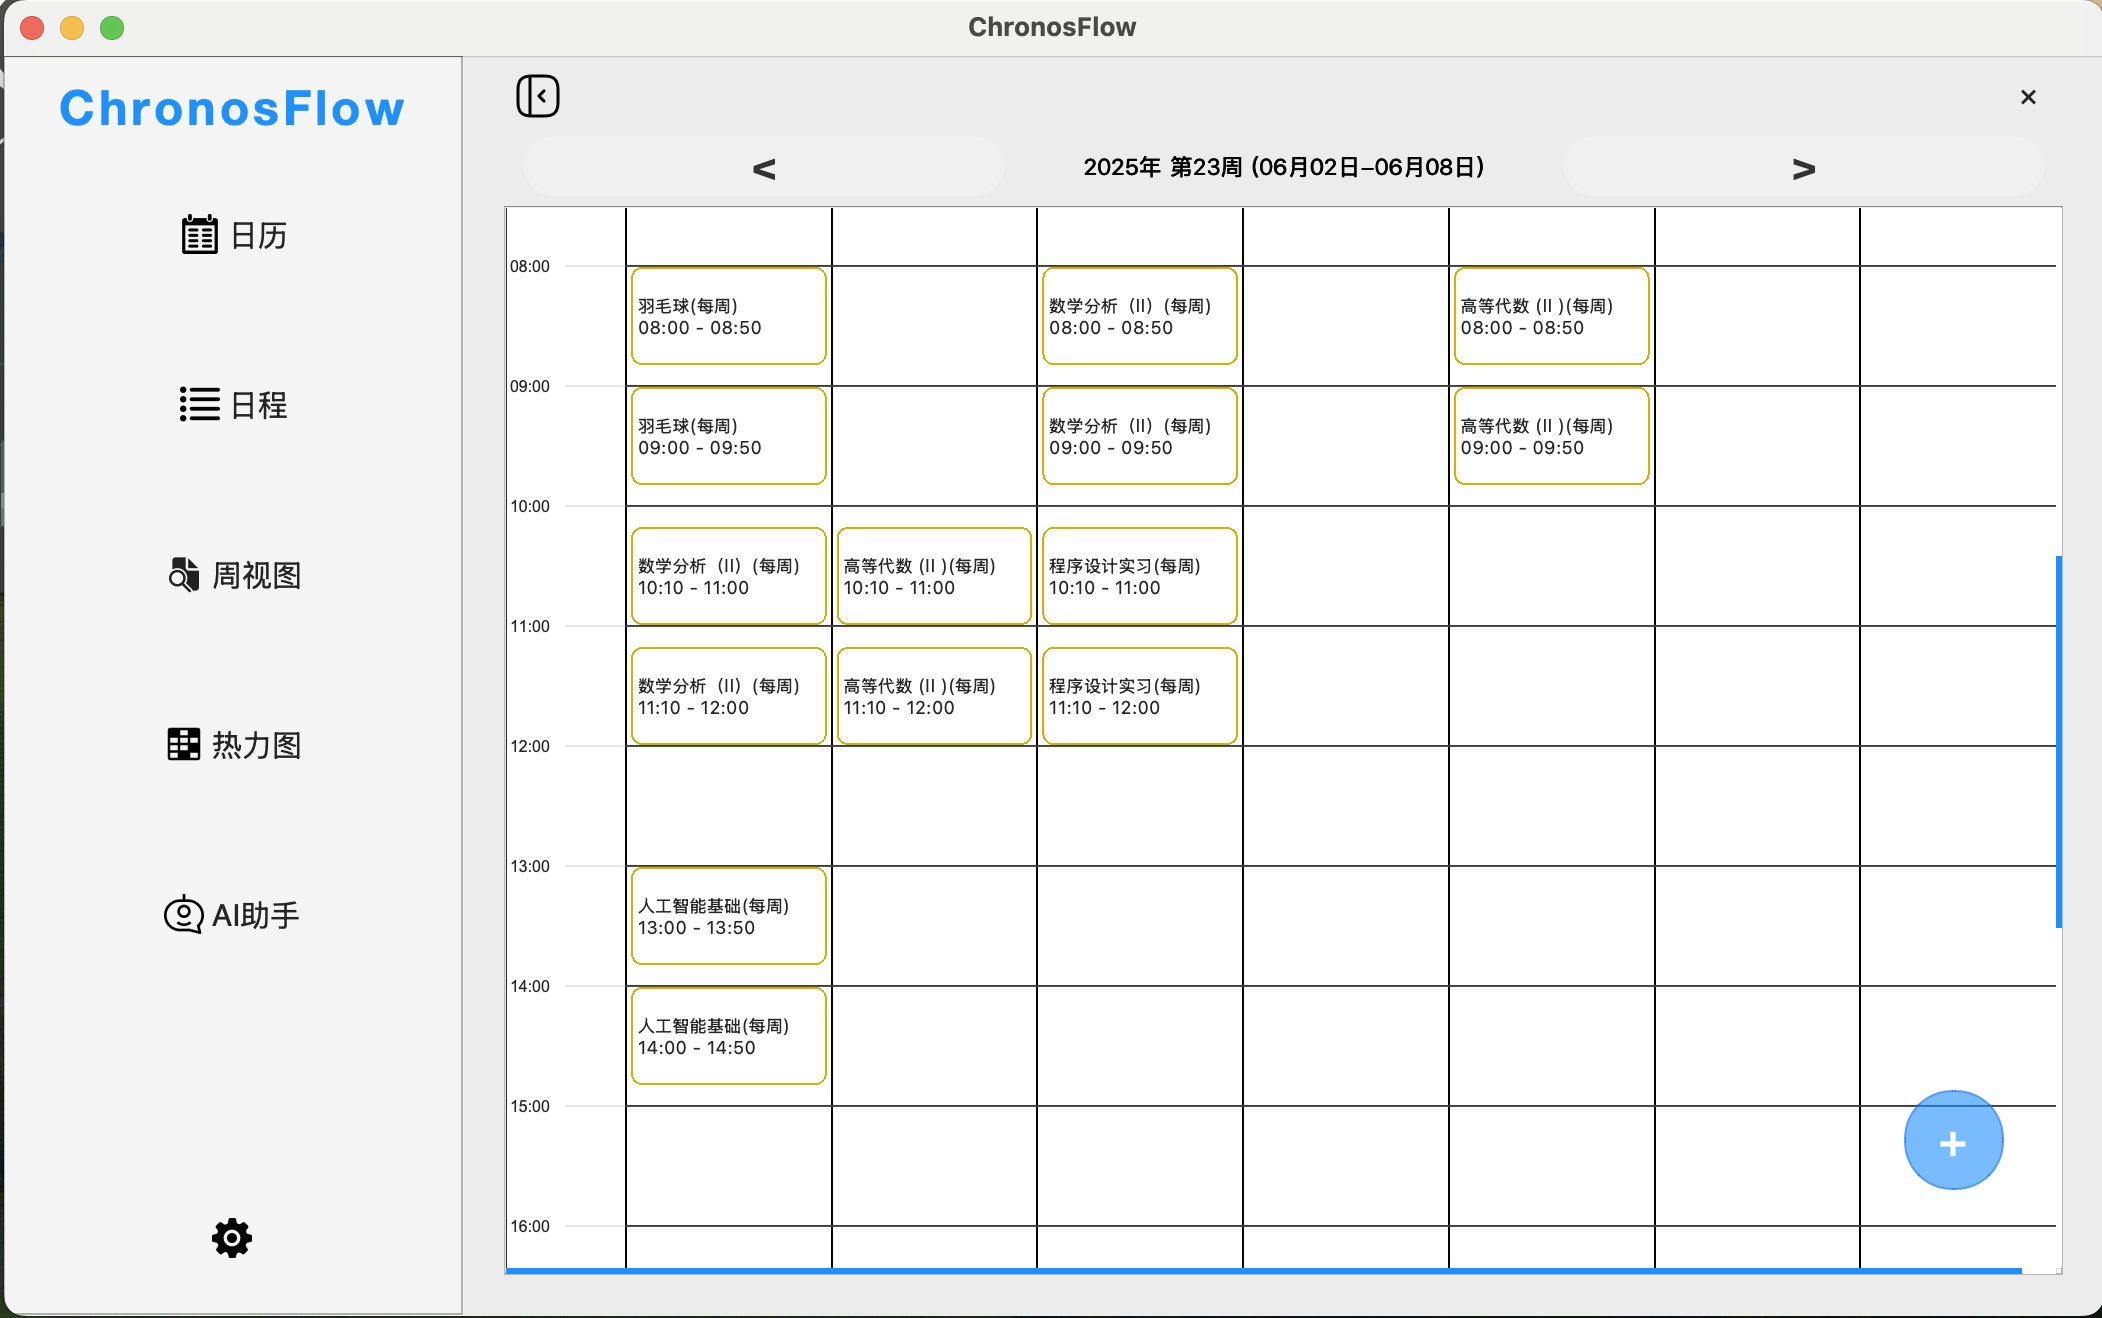 ChronosFlow
ChronosFlow
日历
日程
周视图
热力图
AI助手
<
2025年 第23周 (06月02日-06月08日)
>
08:00
羽毛球(每周)
08:00 - 08:50
数学分析（II）(每周)
08:00 - 08:50
高等代数 (II )(每周)
08:00 - 08:50
09:00
羽毛球(每周)
09:00 - 09:50
数学分析（II）(每周)
09:00 - 09:50
高等代数 (II )(每周)
09:00 - 09:50
10:00
数学分析（II）(每周)
10:10 - 11:00
高等代数 (II )(每周)
10:10 - 11:00
程序设计实习(每周)
10:10 - 11:00
11:00
数学分析（II）(每周)
11:10 - 12:00
高等代数 (II )(每周)
11:10 - 12:00
程序设计实习(每周)
11:10 - 12:00
12:00
13:00
人工智能基础(每周)
13:00 - 13:50
14:00
人工智能基础(每周)
14:00 - 14:50
15:00
+
16:00